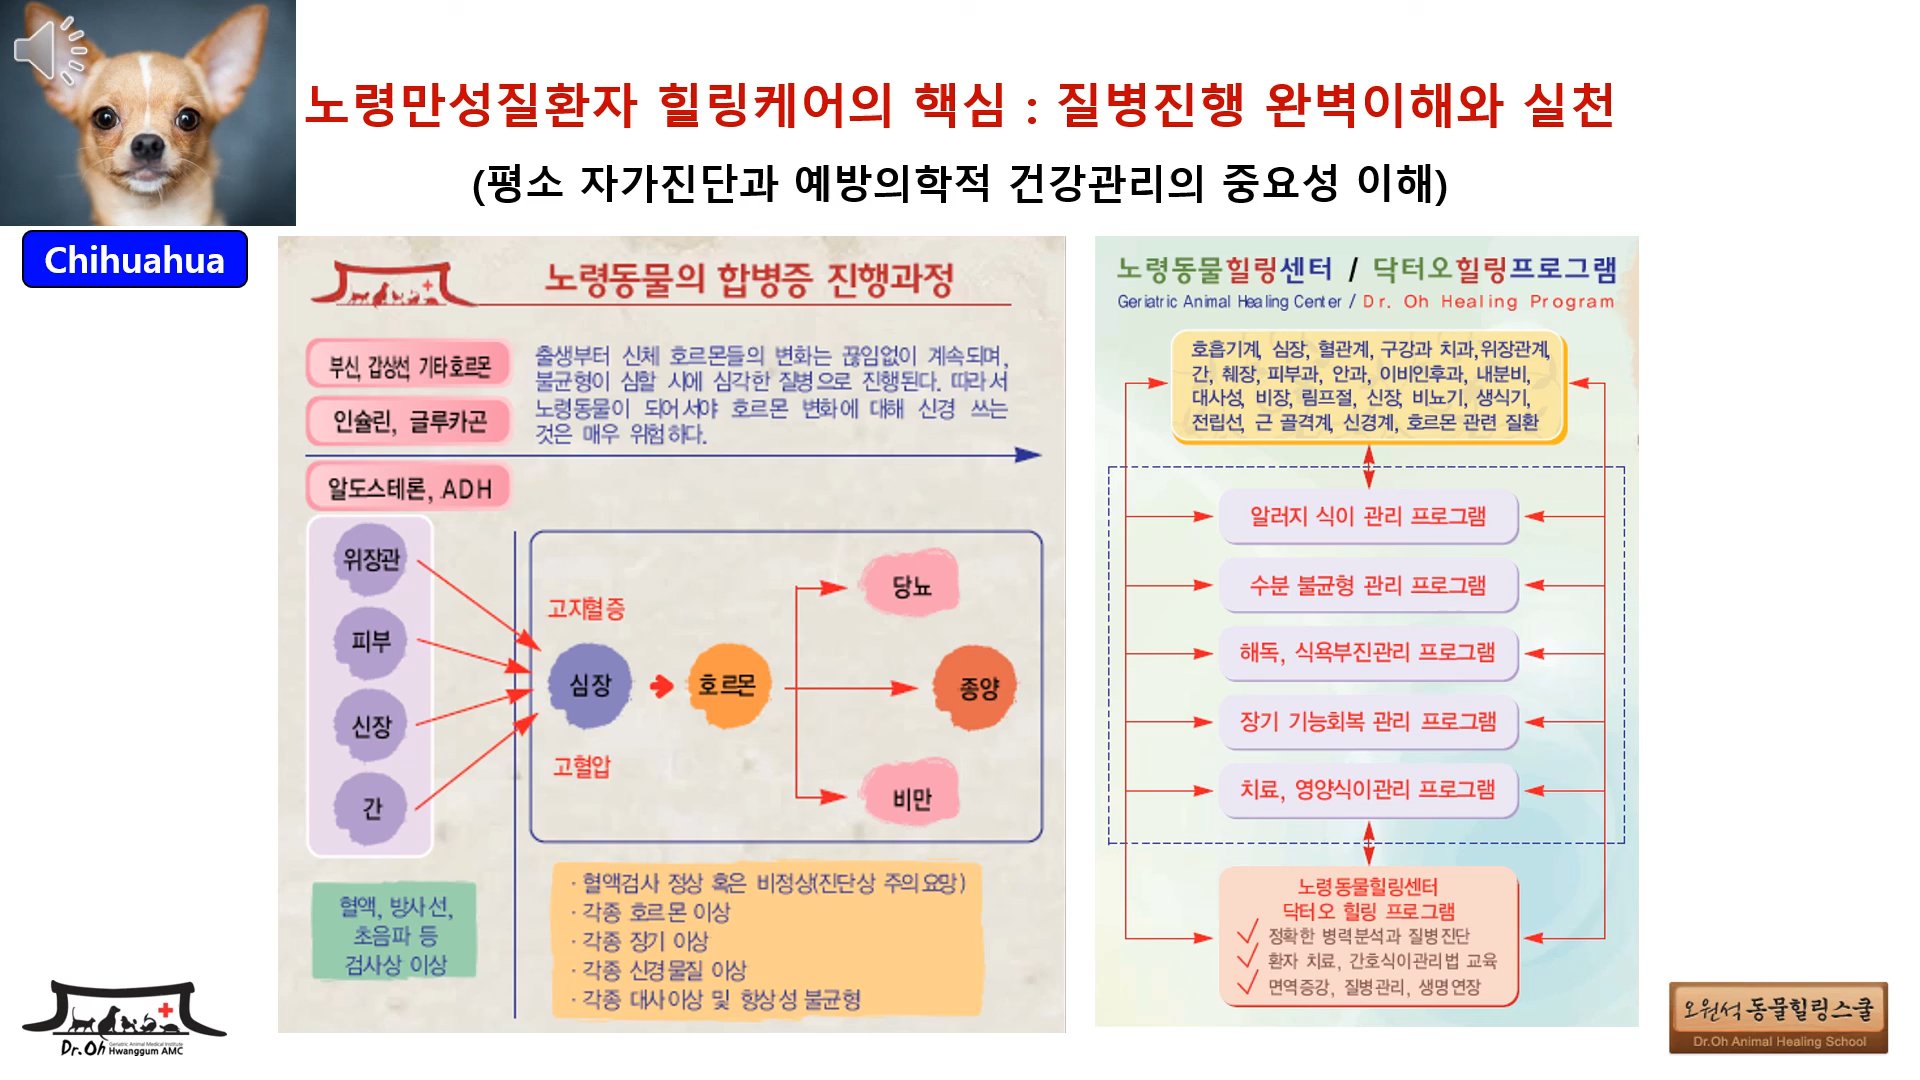 노령만성질환자 힐링케어의 핵심 : 질병진행 완벽이해와 실천
(평소 자가진단과 예방의학적 건강관리의 중요성 이해)
Chihuahua
노령동물의 합병증 진행과정
부신, 갑상선, 기타호르몬
인슐린, 글루카곤
출생부터 신체 호르몬들의 변화는 끊임없이 계속되며,
불균형이 심할 시에 심각한 질병으로 진행된다. 따라서
노령동물이 되어서야 호르몬 변화에 대해 신경 쓰는
것은 매우 위험하다.
알도스테론, ADH
위장관
피부
신장
간
고지혈증
심장
고혈압
호르몬
당뇨
종양
비만
혈액, 방사선,
초음파 등
검사상 이상
· 혈액검사 정상 혹은 비정상(진단상 주의요망)
· 각종 호르몬 이상
· 각종 장기 이상
· 각종 신경물질 이상
· 각종 대사이상 및 항상성 불균형
노령동물힐링센터 / 닥터오힐링프로그램
Geriatric Animal Healing Center / Dr. Oh Healing Program
호흡기계, 심장, 혈관계, 구강과 치과,위장관계,
간, 췌장, 피부과, 안과, 이비인후과, 내분비,
대사성, 비장, 림프절, 신장, 비뇨기, 생식기,
전립선, 근 골격계, 신경계, 호르몬 관련 질환
알러지 식이 관리 프로그램
수분 불균형 관리 프로그램
해독, 식욕부진관리 프로그램
장기 기능회복 관리 프로그램
치료, 영양식이관리 프로그램
노령동물힐링센터
닥터오 힐링 프로그램
정확한 병력분석과 질병진단
환자 치료, 간호식이관리법 교육
면역증강, 질병관리, 생명연장
Dr.Oh Geriatric Animal Medical Institute
Hwanggum AMC
오원석 동물힐링스쿨
Dr.Oh Animal Healing School